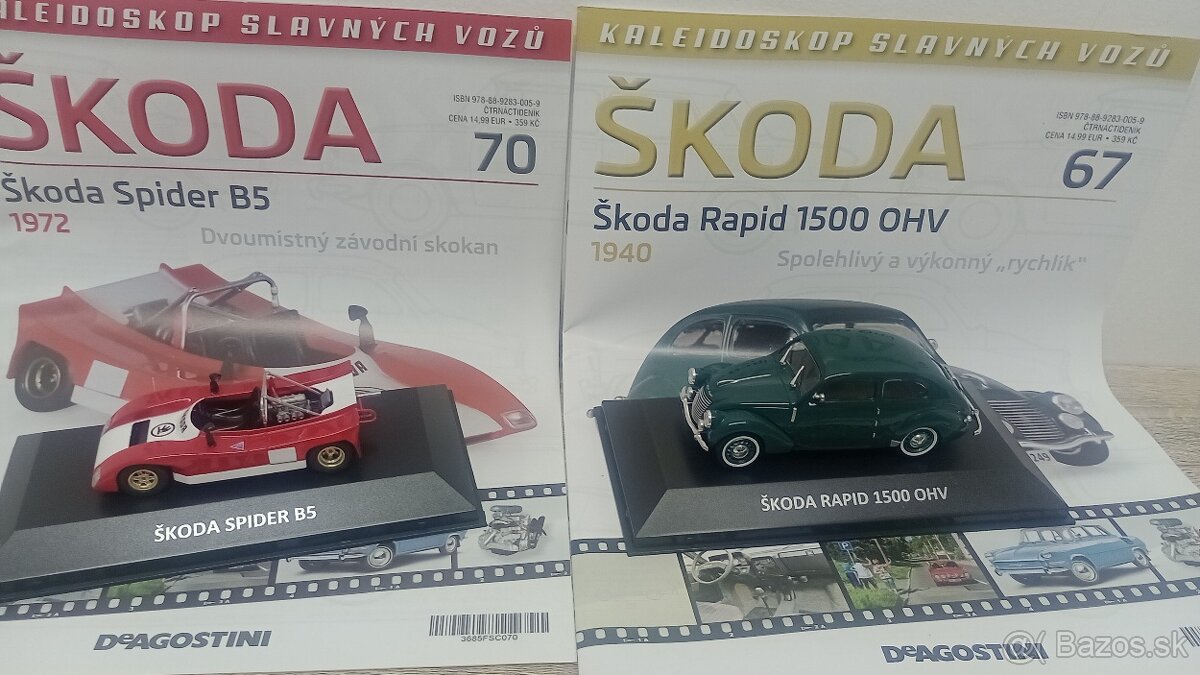 KALEIDOSKOP SLAVNÝCH VOZŮ
ŠKODA
ISBN 978-88-9283-005-9
ČTRNÁCTIDENÍK
CENA 14,99 EUR • 359 KČ
70
Škoda Spider B5
1972
Dvoumístný závodní skokan
ŠKODA SPIDER B5
DeAGOSTINI
3685FSC070
KALEIDOSKOP SLAVNÝCH VOZŮ
ŠKODA
ISBN 978-88-9283-005-9
ČTRNÁCTIDENÍK
CENA 14,99 EUR • 359 KČ
67
Škoda Rapid 1500 OHV
1940
Spolehlivý a výkonný „rychlík"
249
ŠKODA RAPID 1500 OHV
DeAGOSTINI
Bazos.sk